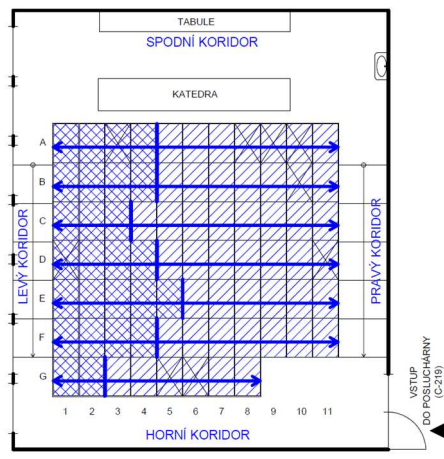 TABULE
SPODNÍ KORIDOR
KATEDRA
A
B
C
D
E
F
G
LEVÝ KORIDOR
PRAVÝ KORIDOR
1 2 3 4 5 6 7 8 9 10 11
HORNÍ KORIDOR
VSTUP
DO POSLUCHÁRNY
(C-219)